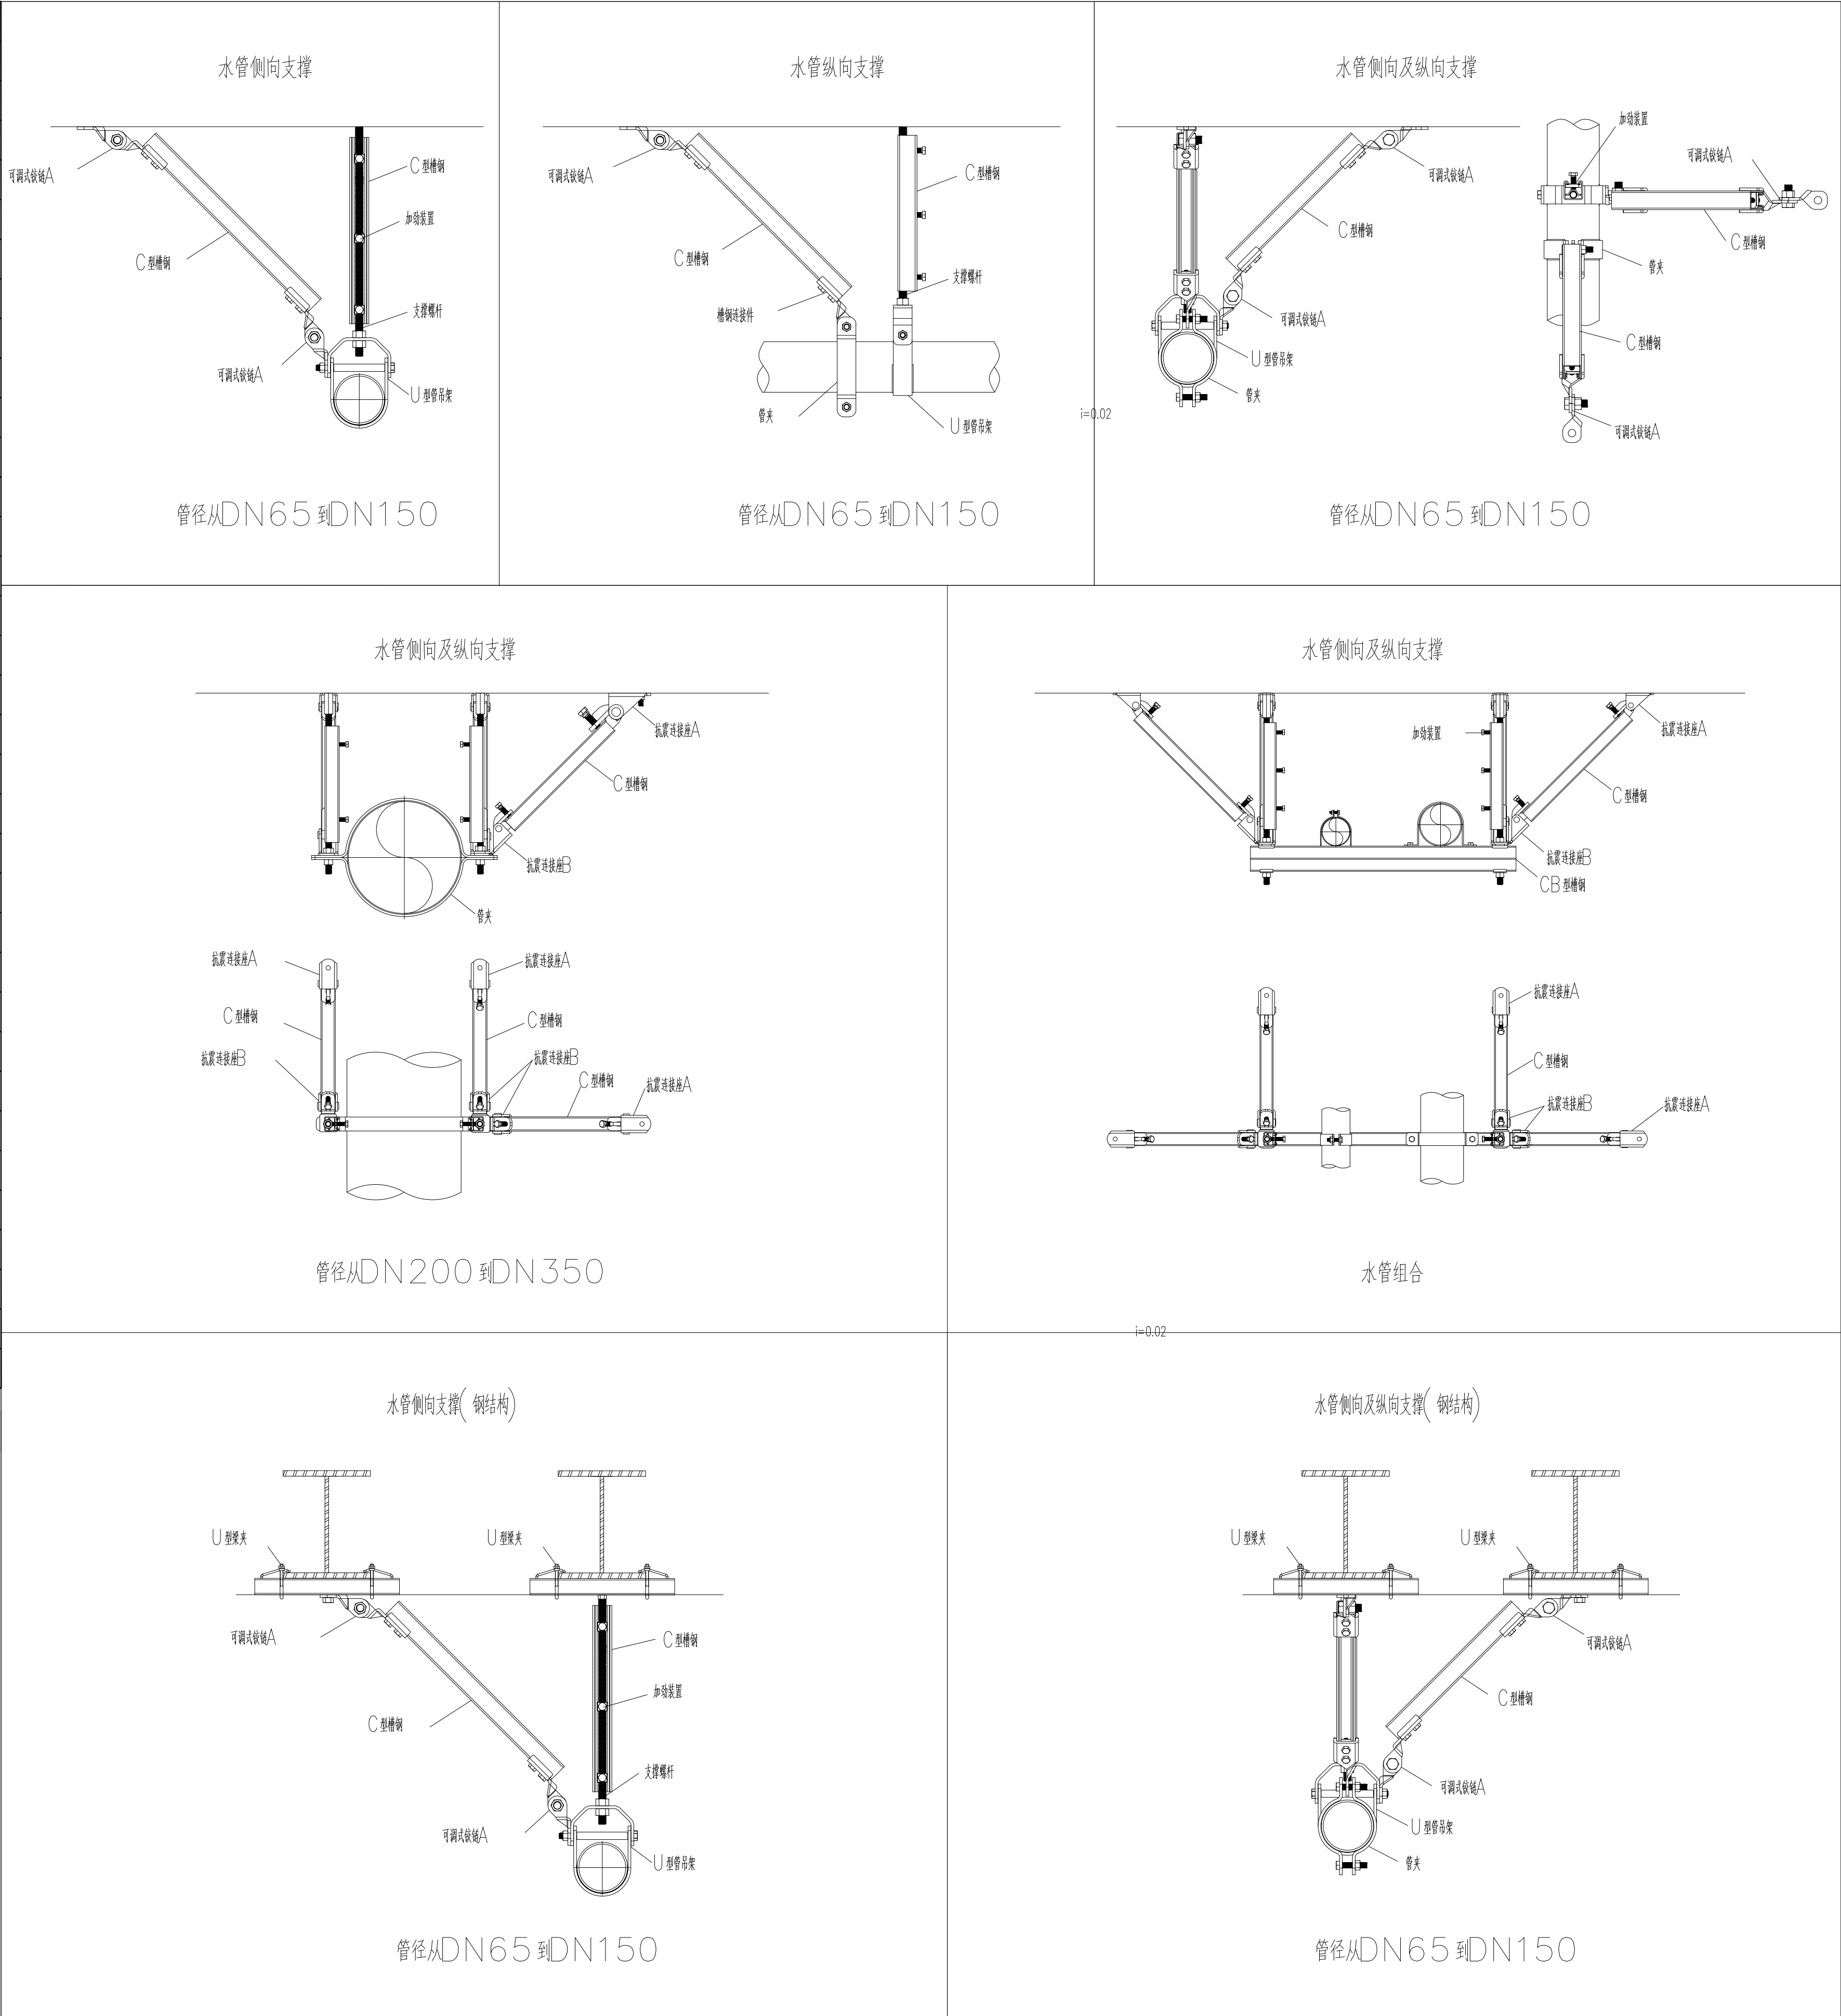 水管侧向支撑
可调式铰链A
C型槽钢
C型槽钢
加劲装置
支撑螺杆
可调式铰链A
U型管吊架
管径从DN65到DN150
水管纵向支撑
可调式铰链A
C型槽钢
C型槽钢
支撑螺杆
槽钢连接件
管夹
U型管吊架
管径从DN65到DN150
水管侧向及纵向支撑
加劲装置
可调式铰链A
可调式铰链A
C型槽钢
C型槽钢
管夹
可调式铰链A
C型槽钢
U型管吊架
管夹
可调式铰链A
i=0.02
管径从DN65到DN150
水管侧向及纵向支撑
抗震连接座A
C型槽钢
抗震连接座B
管夹
抗震连接座A
抗震连接座A
C型槽钢
C型槽钢
抗震连接座B
抗震连接座B
C型槽钢
抗震连接座A
管径从DN200到DN350
水管侧向及纵向支撑
加劲装置
抗震连接座A
C型槽钢
抗震连接座B
CB型槽钢
抗震连接座A
C型槽钢
抗震连接座B
抗震连接座A
水管组合
i=0.02
水管侧向支撑(钢结构)
U型梁夹
U型梁夹
可调式铰链A
C型槽钢
加劲装置
C型槽钢
支撑螺杆
可调式铰链A
U型管吊架
管径从DN65到DN150
水管侧向及纵向支撑(钢结构)
U型梁夹
U型梁夹
可调式铰链A
C型槽钢
可调式铰链A
U型管吊架
管夹
管径从DN65到DN150